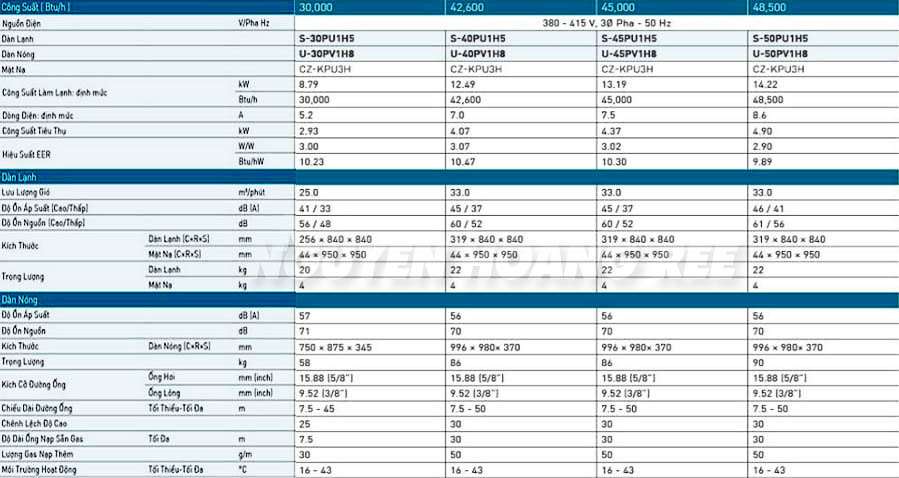 Công Suất ( Btu/h ) 30,000 42,600 45,000 48,500
Nguồn Điện V/Pha Hz 380 - 415 V, 3Ø Pha - 50 Hz
Dàn Lạnh S-30PU1H5 S-40PU1H5 S-45PU1H5 S-50PU1H5
Dàn Nóng U-30PV1H8 U-40PV1H8 U-45PV1H8 U-50PV1H8
Mặt Nạ CZ-KPU3H CZ-KPU3H CZ-KPU3H CZ-KPU3H
Công Suất Làm Lạnh: định mức kW 8.79 12.49 13.19 14.22
Btu/h 30,000 42,600 45,000 48,500
Dòng Điện: định mức A 5.2 7.0 7.5 8.6
Công Suất Tiêu Thụ kW 2.93 4.07 4.37 4.90
Hiệu Suất EER W/W 3.00 3.07 3.02 2.90
Btu/hW 10.23 10.47 10.30 9.89
Dàn Lạnh
Lưu Lượng Gió m³/phút 25.0 33.0 33.0 33.0
Độ Ồn Áp Suất (Cao/Thấp) dB (A) 41 / 33 45 / 37 45 / 37 46 / 41
Độ Ồn Nguồn (Cao/Thấp) dB 56 / 48 60 / 52 60 / 52 61 / 56
Kích Thước Dàn Lạnh (C×R×S) mm 256 × 840 × 840 319 × 840 × 840 319 × 840 × 840 319 × 840 × 840
Mặt Nạ (C×R×S) mm 44 × 950 × 950 44 × 950 × 950 44 × 950 × 950 44 × 950 × 950
NGUYENHOANG REE
Trọng Lượng Dàn Lạnh kg 20 22 22 22
Mặt Nạ kg 4 4 4 4
Dàn Nóng
Độ Ồn Áp Suất dB (A) 57 56 56 56
Độ Ồn Nguồn dB 71 70 70 70
Kích Thước Dàn Nóng (C×R×S) mm 750 × 875 × 345 996 × 980× 370 996 × 980× 370 996 × 980× 370
Trọng Lượng kg 58 86 86 90
Kích Cỡ Đường Ống Ống Hơi mm (inch) 15.88 (5/8") 15.88 (5/8") 15.88 (5/8") 15.88 (5/8")
Ống Lỏng mm (inch) 9.52 (3/8") 9.52 (3/8") 9.52 (3/8") 9.52 (3/8")
Chiều Dài Đường Ống Tối Thiểu-Tối Đa m 7.5 - 45 7.5 - 50 7.5 - 50 7.5 - 50
Chênh Lệch Độ Cao 25 30 30 30
Độ Dài Ống Nạp Sẵn Gas Tối Đa m 7.5 30 30 30
Lượng Gas Nạp Thêm g/m 30 50 50 50
Môi Trường Hoạt Động Tối Thiểu-Tối Đa °C 16 - 43 16 - 43 16 - 43 16 - 43